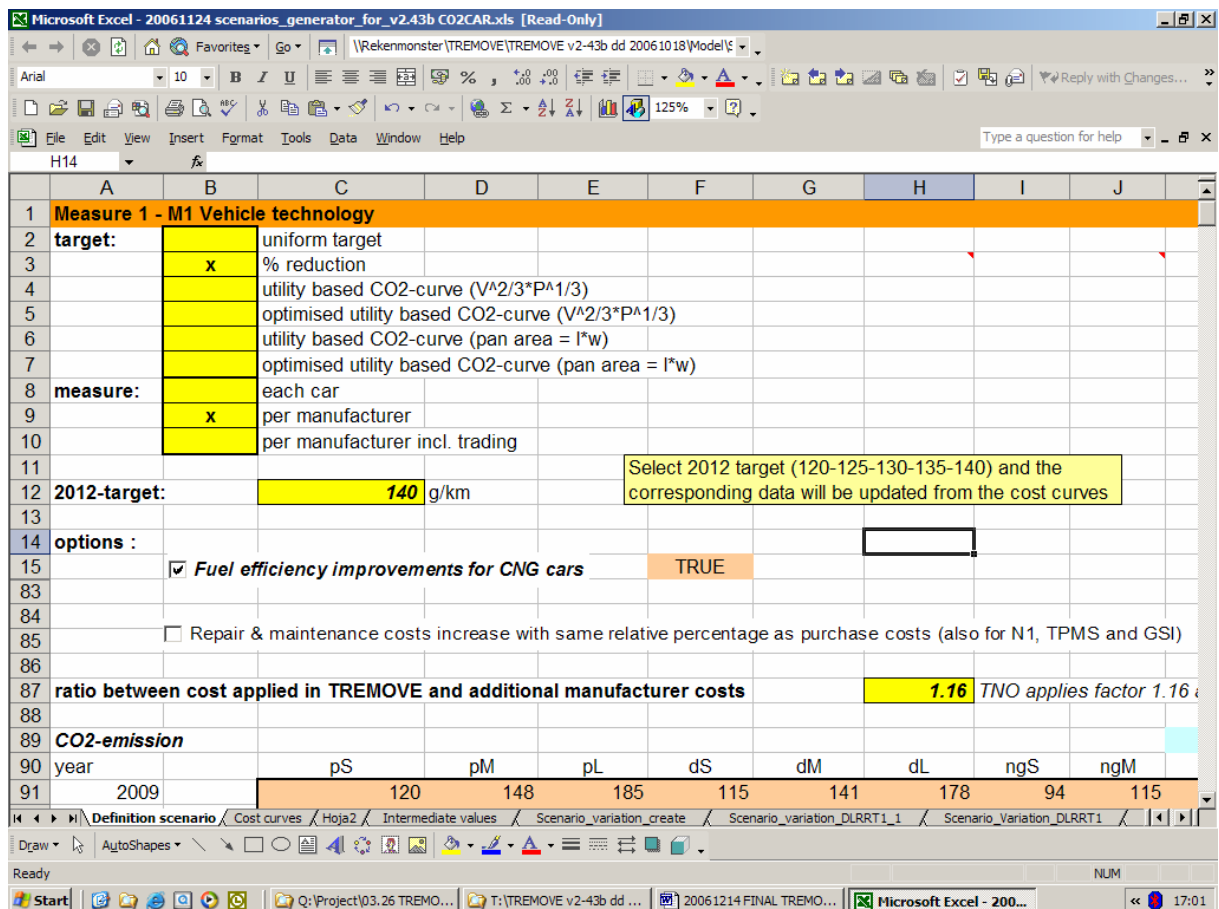 Microsoft Excel - 20061124 scenarios_generator_for_v2.43b CO2CAR.xls [Read-Only]
Favorites Go \\Rekenmonster\TREMOVE\TREMOVE v2-43b dd 20061018\Model\
Arial 10 B I U % , Reply with Changes...
125%
File Edit View Insert Format Tools Data Window Help Type a question for help
H14 fx
A B C D E F G H I J
1 Measure 1 - M1 Vehicle technology
2 target: uniform target
3 x % reduction
4 utility based CO2-curve (V^2/3*P^1/3)
5 optimised utility based CO2-curve (V^2/3*P^1/3)
6 utility based CO2-curve (pan area = l*w)
7 optimised utility based CO2-curve (pan area = l*w)
8 measure: each car
9 x per manufacturer
10 per manufacturer incl. trading
11 Select 2012 target (120-125-130-135-140) and the
12 2012-target: 140 g/km corresponding data will be updated from the cost curves
13
14 options :
15 Fuel efficiency improvements for CNG cars TRUE
83
84
85 Repair & maintenance costs increase with same relative percentage as purchase costs (also for N1, TPMS and GSI)
86
87 ratio between cost applied in TREMOVE and additional manufacturer costs 1.16 TNO applies factor 1.16
88
89 CO2-emission
90 year pS pM pL dS dM dL ngS ngM
91 2009 120 148 185 115 141 178 94 115
Definition scenario Cost curves Hoja2 Intermediate values Scenario_variation_create Scenario_variation_DLRRT1_1 Scenario_Variation_DLRRT1
Draw AutoShapes
Ready NUM
Start Q:\Project\03.26 TREMO... T:\TREMOVE v2-43b dd ... 20061214 FINAL TREMO... Microsoft Excel - 200... 17:01